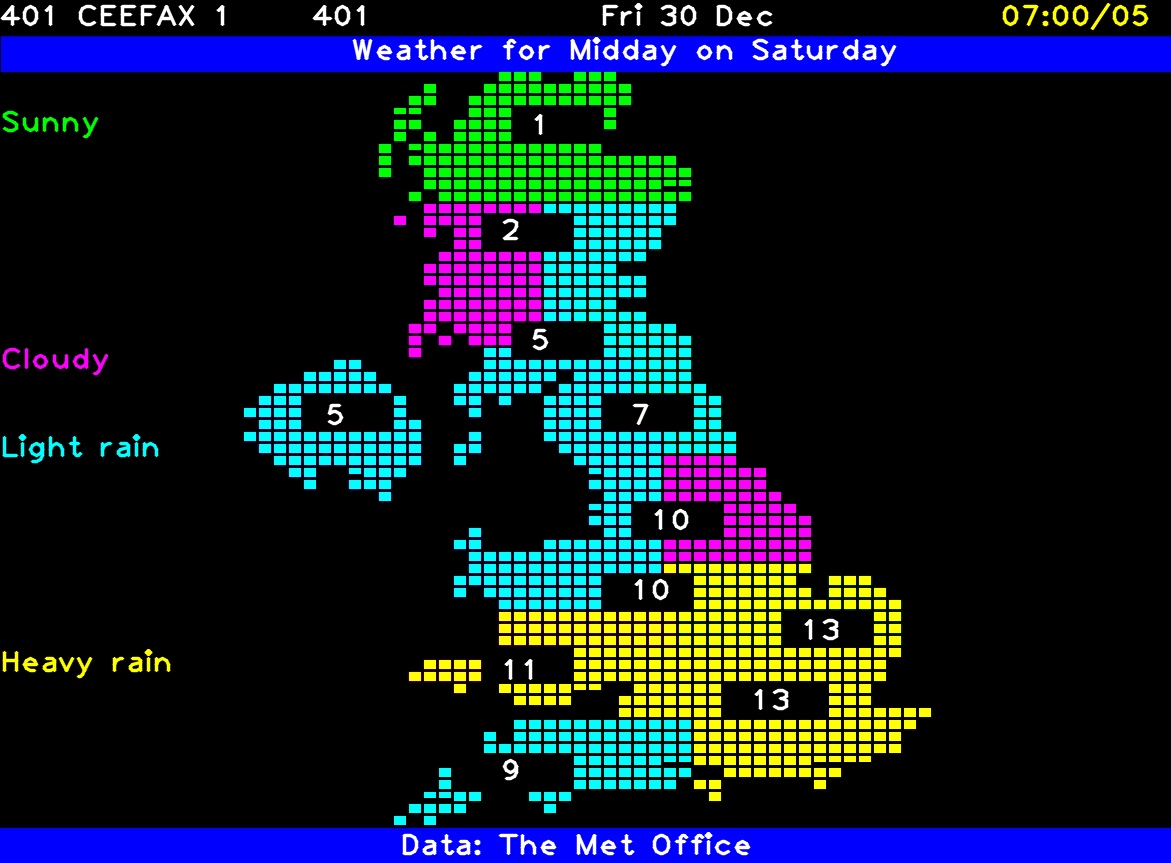 401 CEEFAX 1 401 Fri 30 Dec 07:00/05
Weather for Midday on Saturday
Sunny
1
2
5
Cloudy
5
7
Light rain
10
10
13
Heavy rain
11
13
9
Data: The Met Office